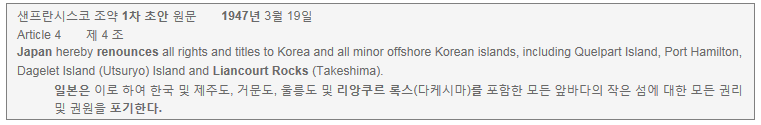 샌프란시스코 조약 1차 초안 원문 1947년 3월 19일
Article 4 제 4 조
Japan hereby renounces all rights and titles to Korea and all minor offshore Korean islands, including Quelpart Island, Port Hamilton,
Dagelet Island (Utsuryo) Island and Liancourt Rocks (Takeshima).
일본은 이로 하여 한국 및 제주도, 거문도, 울릉도 및 리앙쿠르 록스(다케시마)를 포함한 모든 앞바다의 작은 섬에 대한 모든 권리
및 권원을 포기한다.